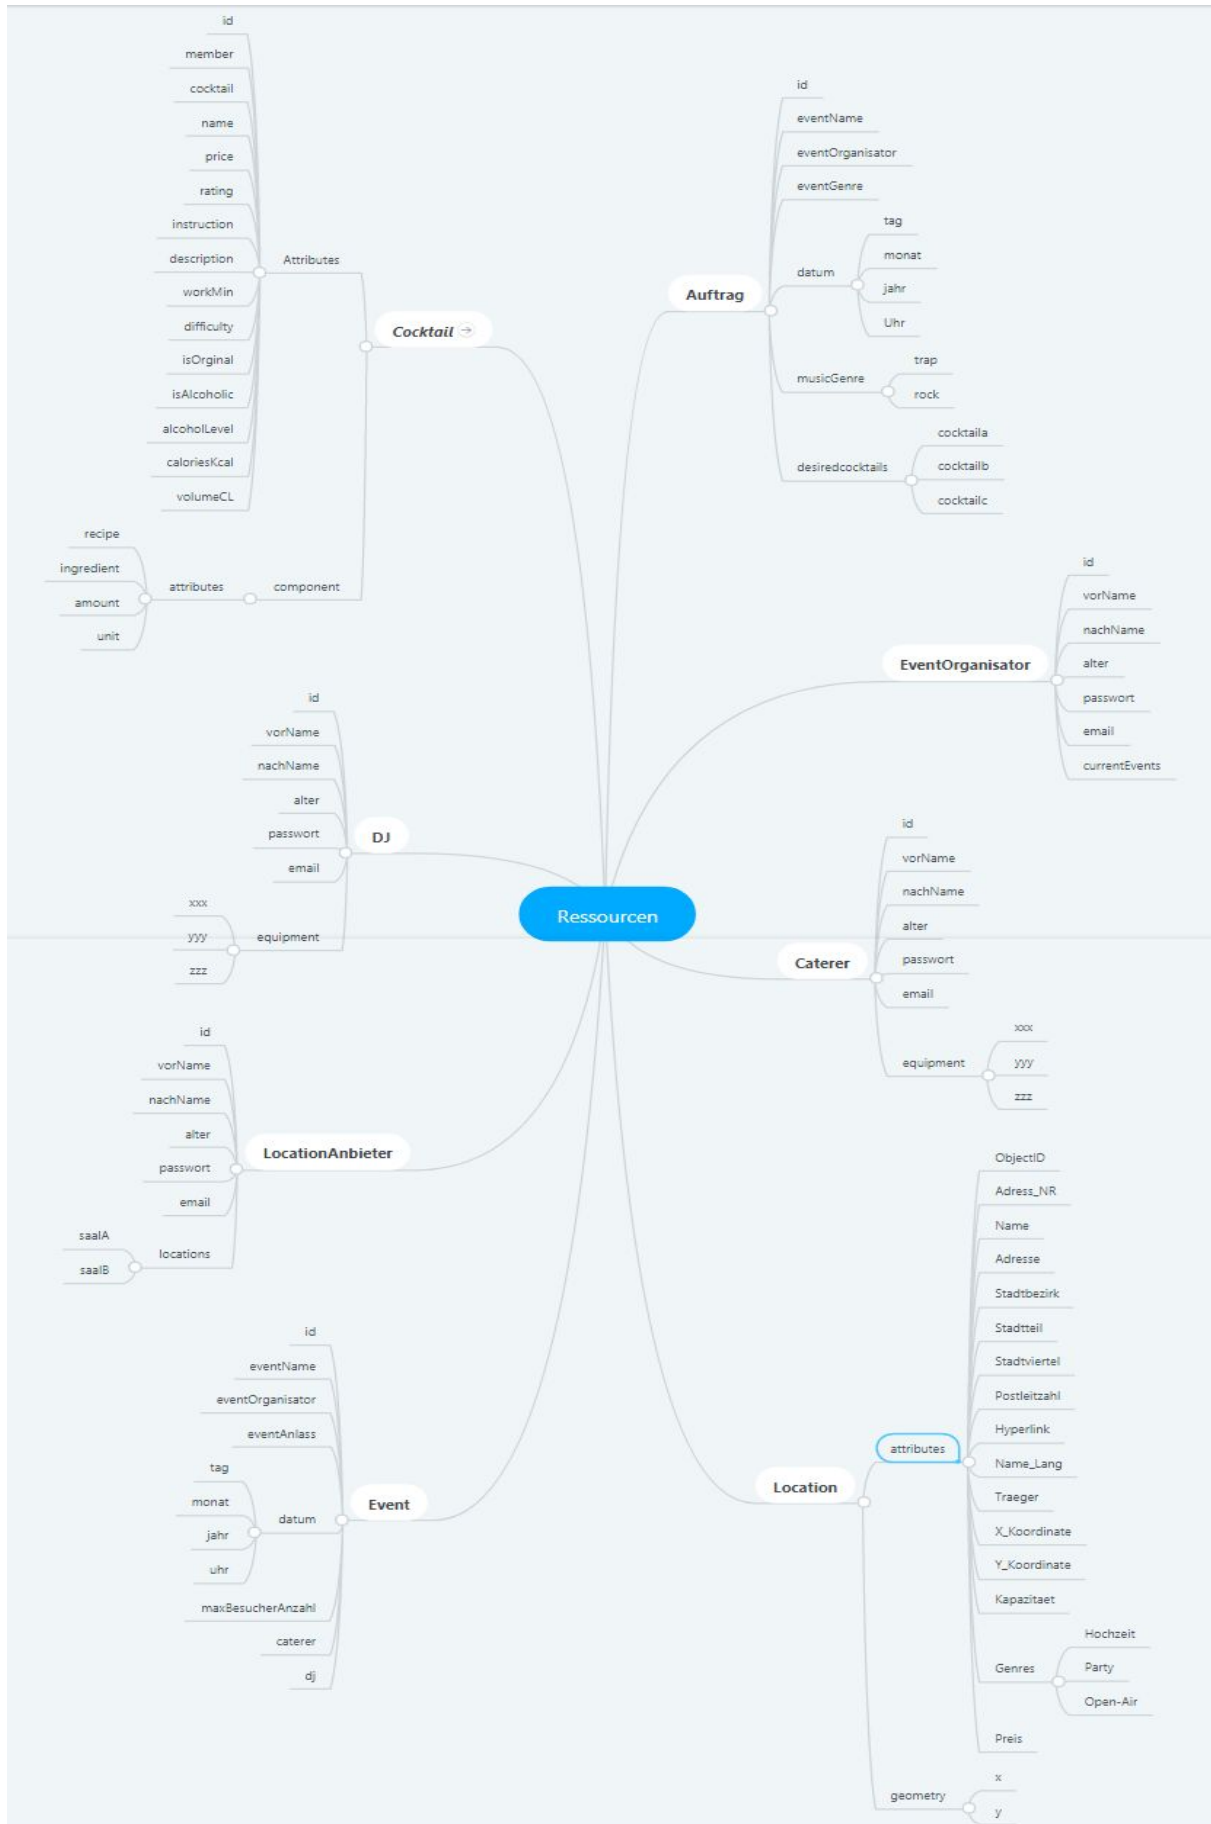 Ressourcen
Cocktail
Attributes
id
member
cocktail
name
price
rating
instruction
description
workMin
difficulty
isOrginal
isAlcoholic
alcoholLevel
caloriesKcal
volumeCL
component
attributes
recipe
ingredient
amount
unit
DJ
id
vorName
nachName
alter
passwort
email
equipment
xxx
yyy
zzz
LocationAnbieter
id
vorName
nachName
alter
passwort
email
locations
saalA
saalB
Event
id
eventName
eventOrganisator
eventAnlass
datum
tag
monat
jahr
uhr
maxBesucherAnzahl
caterer
dj
Auftrag
id
eventName
eventOrganisator
eventGenre
datum
tag
monat
jahr
Uhr
musicGenre
trap
rock
desiredcocktails
cocktaila
cocktailb
cocktailc
EventOrganisator
id
vorName
nachName
alter
passwort
email
currentEvents
Caterer
id
vorName
nachName
alter
passwort
email
equipment
xxx
yyy
zzz
Location
attributes
ObjectID
Adress_NR
Name
Adresse
Stadtbezirk
Stadtteil
Stadtviertel
Postleitzahl
Hyperlink
Name_Lang
Traeger
X_Koordinate
Y_Koordinate
Kapazitaet
Genres
Hochzeit
Party
Open-Air
Preis
geometry
x
y